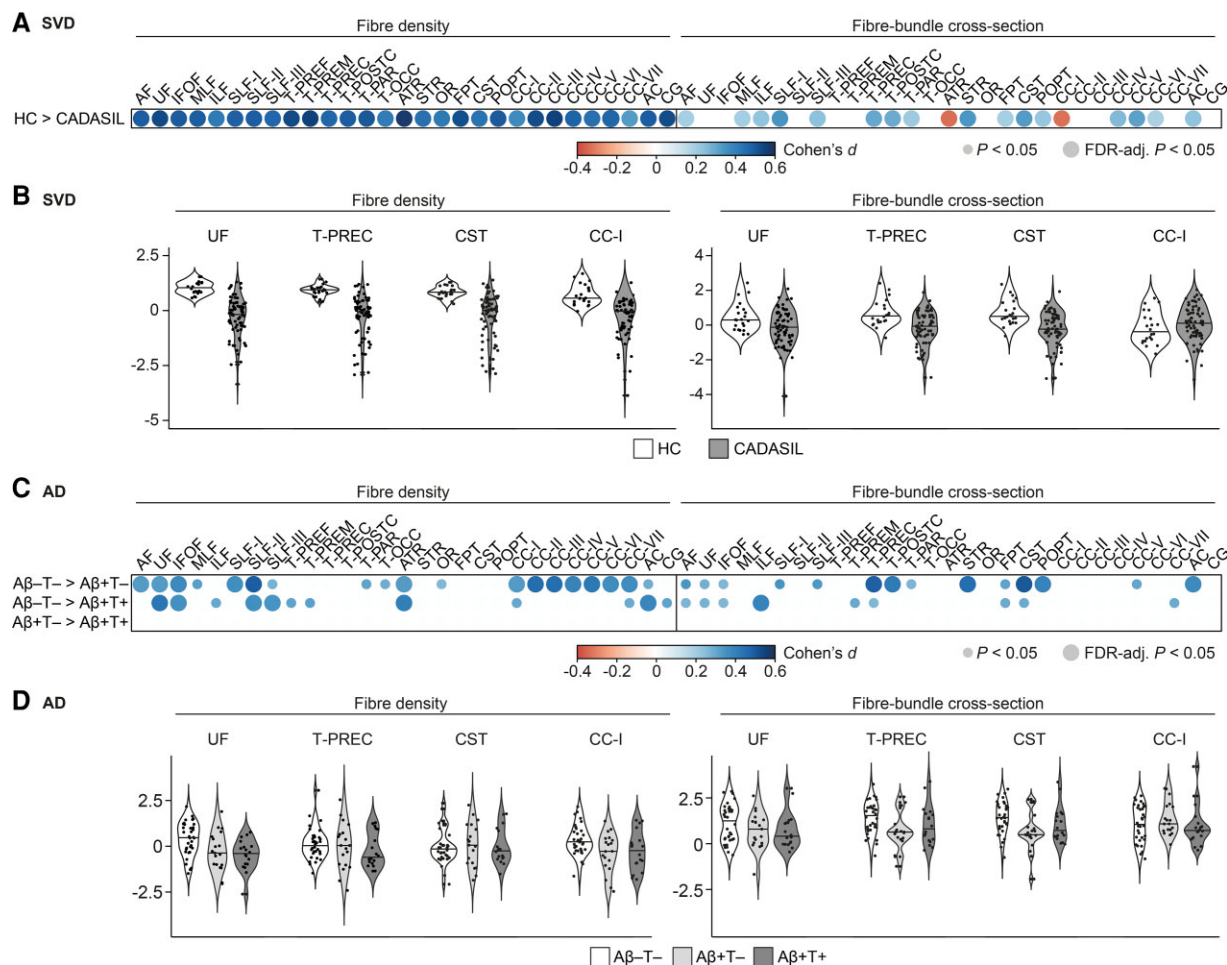 A SVD
Fibre density
Fibre-bundle cross-section
AF UF IFOF MLF ILF SLF-I SLF-II SLF-III T-PREF T-PREM T-PREC T-POSTC T-PAR T-OCC ATR STR OR FPT CST POPT CC-I CC-II CC-III CC-IV CC-V CC-VI CC-VII AC CG AF UF IFOF MLF ILF SLF-I SLF-II SLF-III T-PREF T-PREM T-PREC T-POSTC T-PAR T-OCC ATR STR OR FPT CST POPT CC-I CC-II CC-III CC-IV CC-V CC-VI CC-VII AC CG
HC > CADASIL
Cohen's d
P < 0.05
FDR-adj. P < 0.05
-0.4 -0.2 0 0.2 0.4 0.6
B SVD
Fibre density
Fibre-bundle cross-section
UF T-PREC CST CC-I
UF T-PREC CST CC-I
2.5
0
-2.5
-5
4
2
0
-2
-4
HC CADASIL
C AD
Fibre density
Fibre-bundle cross-section
AF UF IFOF MLF ILF SLF-I SLF-II SLF-III T-PREF T-PREM T-PREC T-POSTC T-PAR T-OCC ATR STR OR FPT CST POPT CC-I CC-II CC-III CC-IV CC-V CC-VI CC-VII AC CG AF UF IFOF MLF ILF SLF-I SLF-II SLF-III T-PREF T-PREM T-PREC T-POSTC T-PAR T-OCC ATR STR OR FPT CST POPT CC-I CC-II CC-III CC-IV CC-V CC-VI CC-VII AC CG
Aβ–T– > Aβ+T–
Aβ–T– > Aβ+T+
Aβ+T– > Aβ+T+
Cohen's d
P < 0.05
FDR-adj. P < 0.05
-0.4 -0.2 0 0.2 0.4 0.6
D AD
Fibre density
Fibre-bundle cross-section
UF T-PREC CST CC-I
UF T-PREC CST CC-I
2.5
0
-2.5
2.5
0
-2.5
Aβ–T– Aβ+T– Aβ+T+